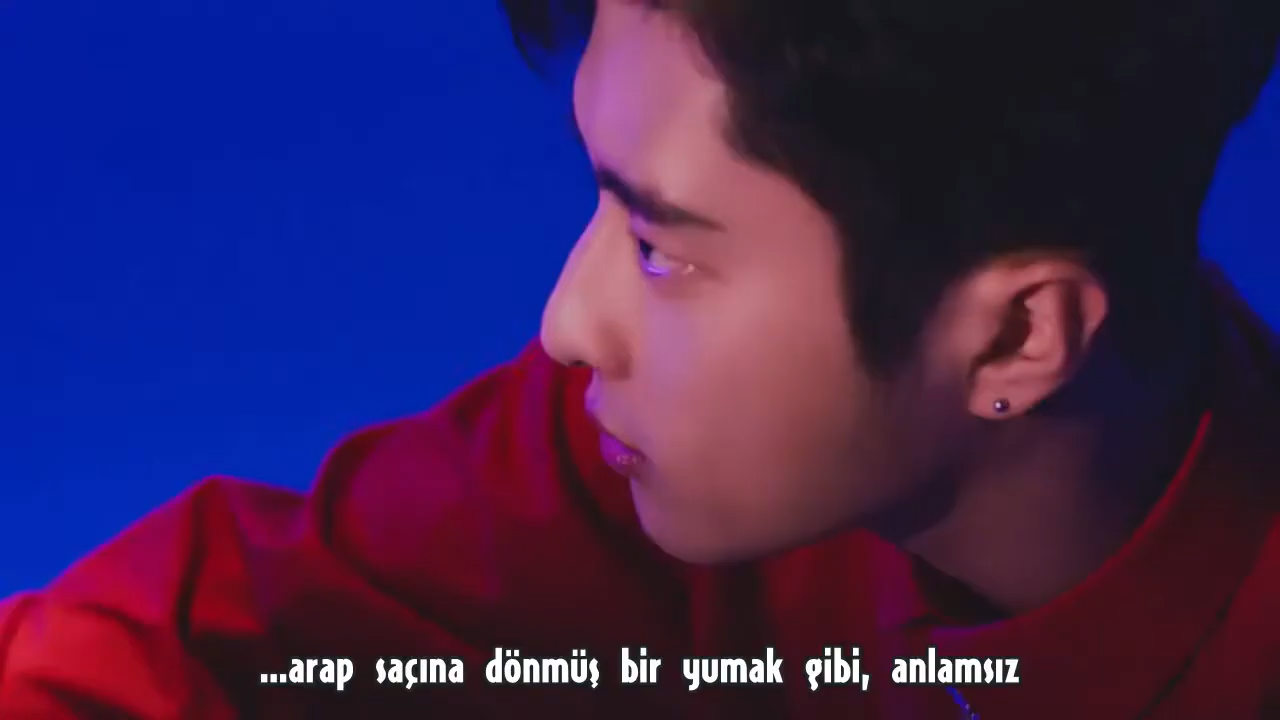 ...arap saçına dönmüş bir yumak gibi, anlamsız